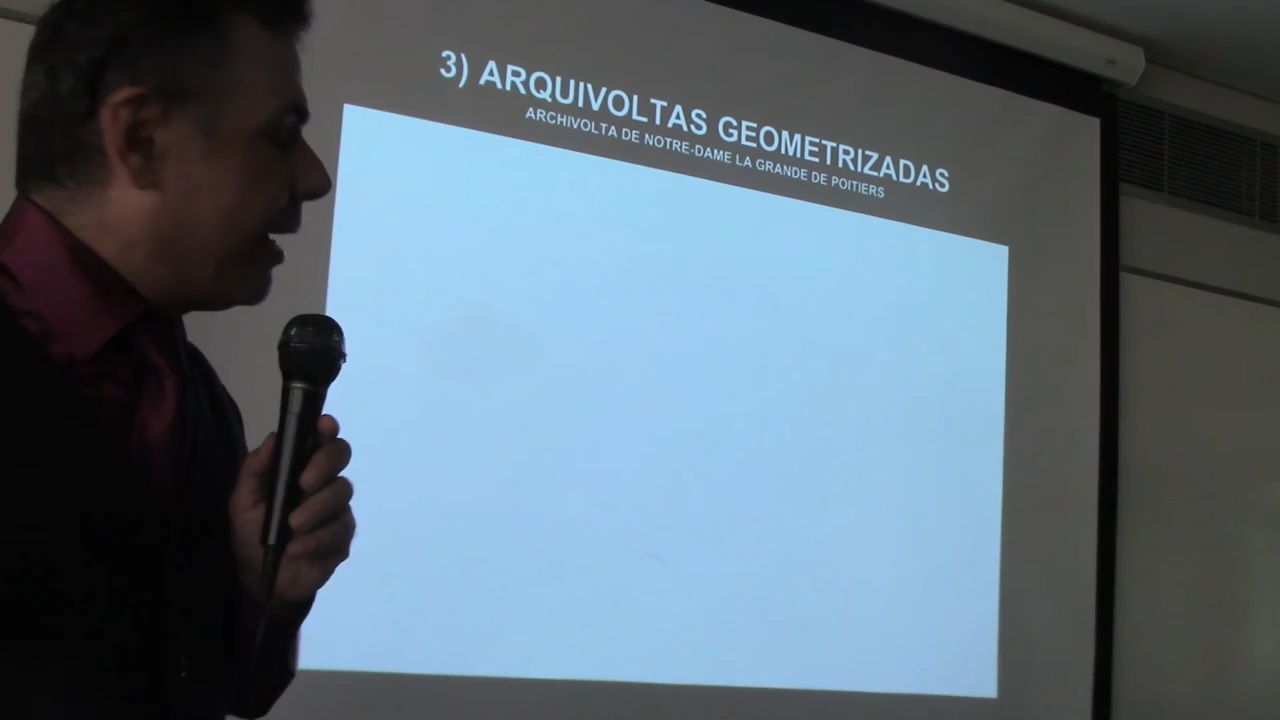 3) ARQUIVOLTAS GEOMETRIZADAS
ARCHIVOLTA DE NOTRE-DAME LA GRANDE DE POITIERS